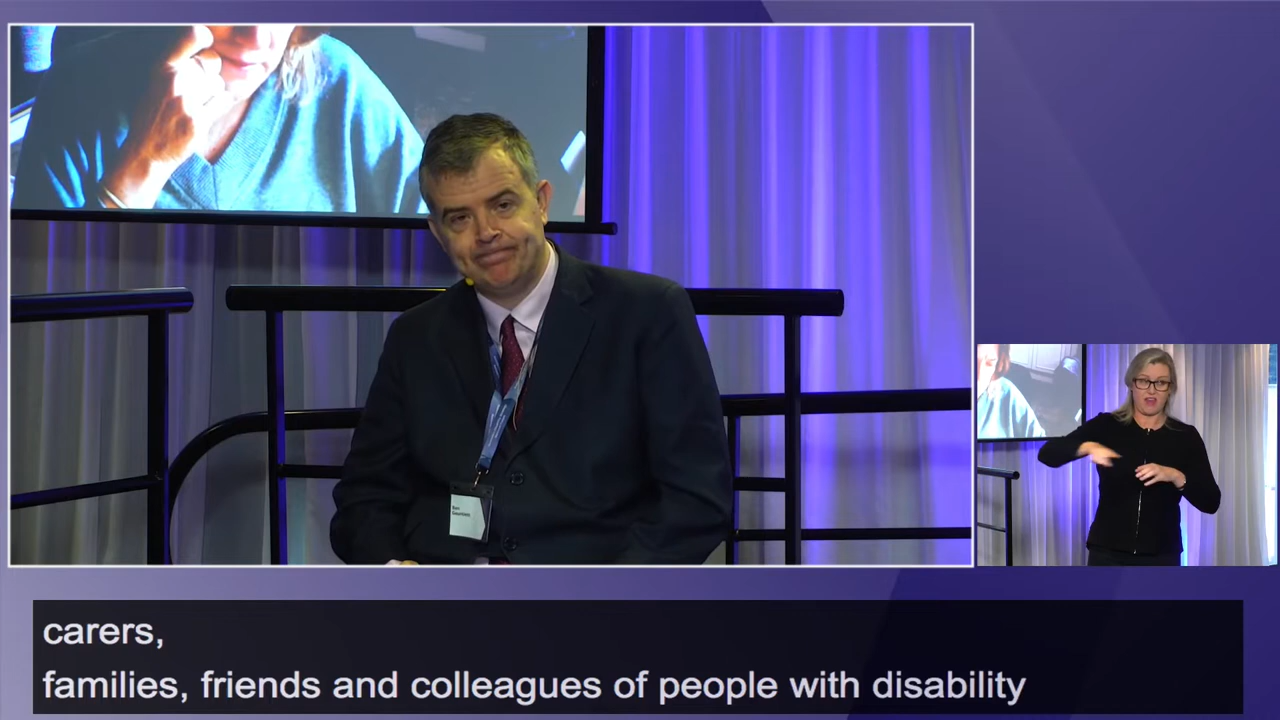 carers,
families, friends and colleagues of people with disability